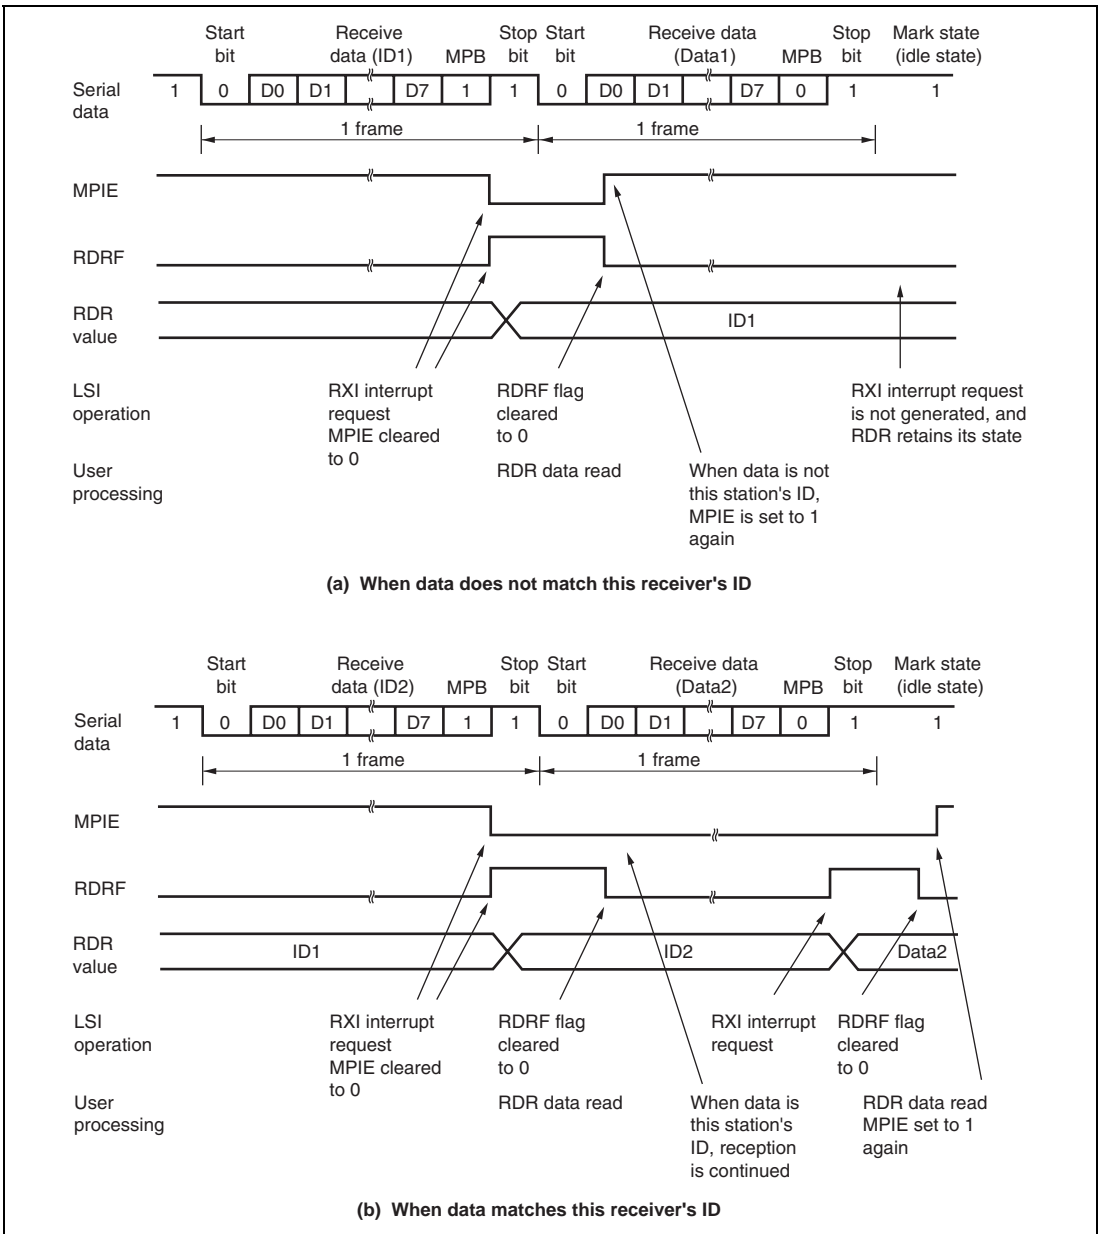 Start bit
Receive data (ID1)
MPB
Stop bit
Start bit
Receive data (Data1)
MPB
Stop bit
Mark state (idle state)
Serial data
1 0 D0 D1 D7 1 1 0 D0 D1 D7 0 1 1
1 frame
1 frame
MPIE
RDRF
RDR value
ID1
LSI operation
RXI interrupt request MPIE cleared to 0
RDRF flag cleared to 0
RXI interrupt request is not generated, and RDR retains its state
User processing
RDR data read
When data is not this station's ID, MPIE is set to 1 again
(a) When data does not match this receiver's ID
Start bit
Receive data (ID2)
MPB
Stop bit
Start bit
Receive data (Data2)
MPB
Stop bit
Mark state (idle state)
Serial data
1 0 D0 D1 D7 1 1 0 D0 D1 D7 0 1 1
1 frame
1 frame
MPIE
RDRF
RDR value
ID1
ID2
Data2
LSI operation
RXI interrupt request MPIE cleared to 0
RDRF flag cleared to 0
RXI interrupt request
RDRF flag cleared to 0
User processing
RDR data read
When data is this station's ID, reception is continued
RDR data read MPIE set to 1 again
(b) When data matches this receiver's ID